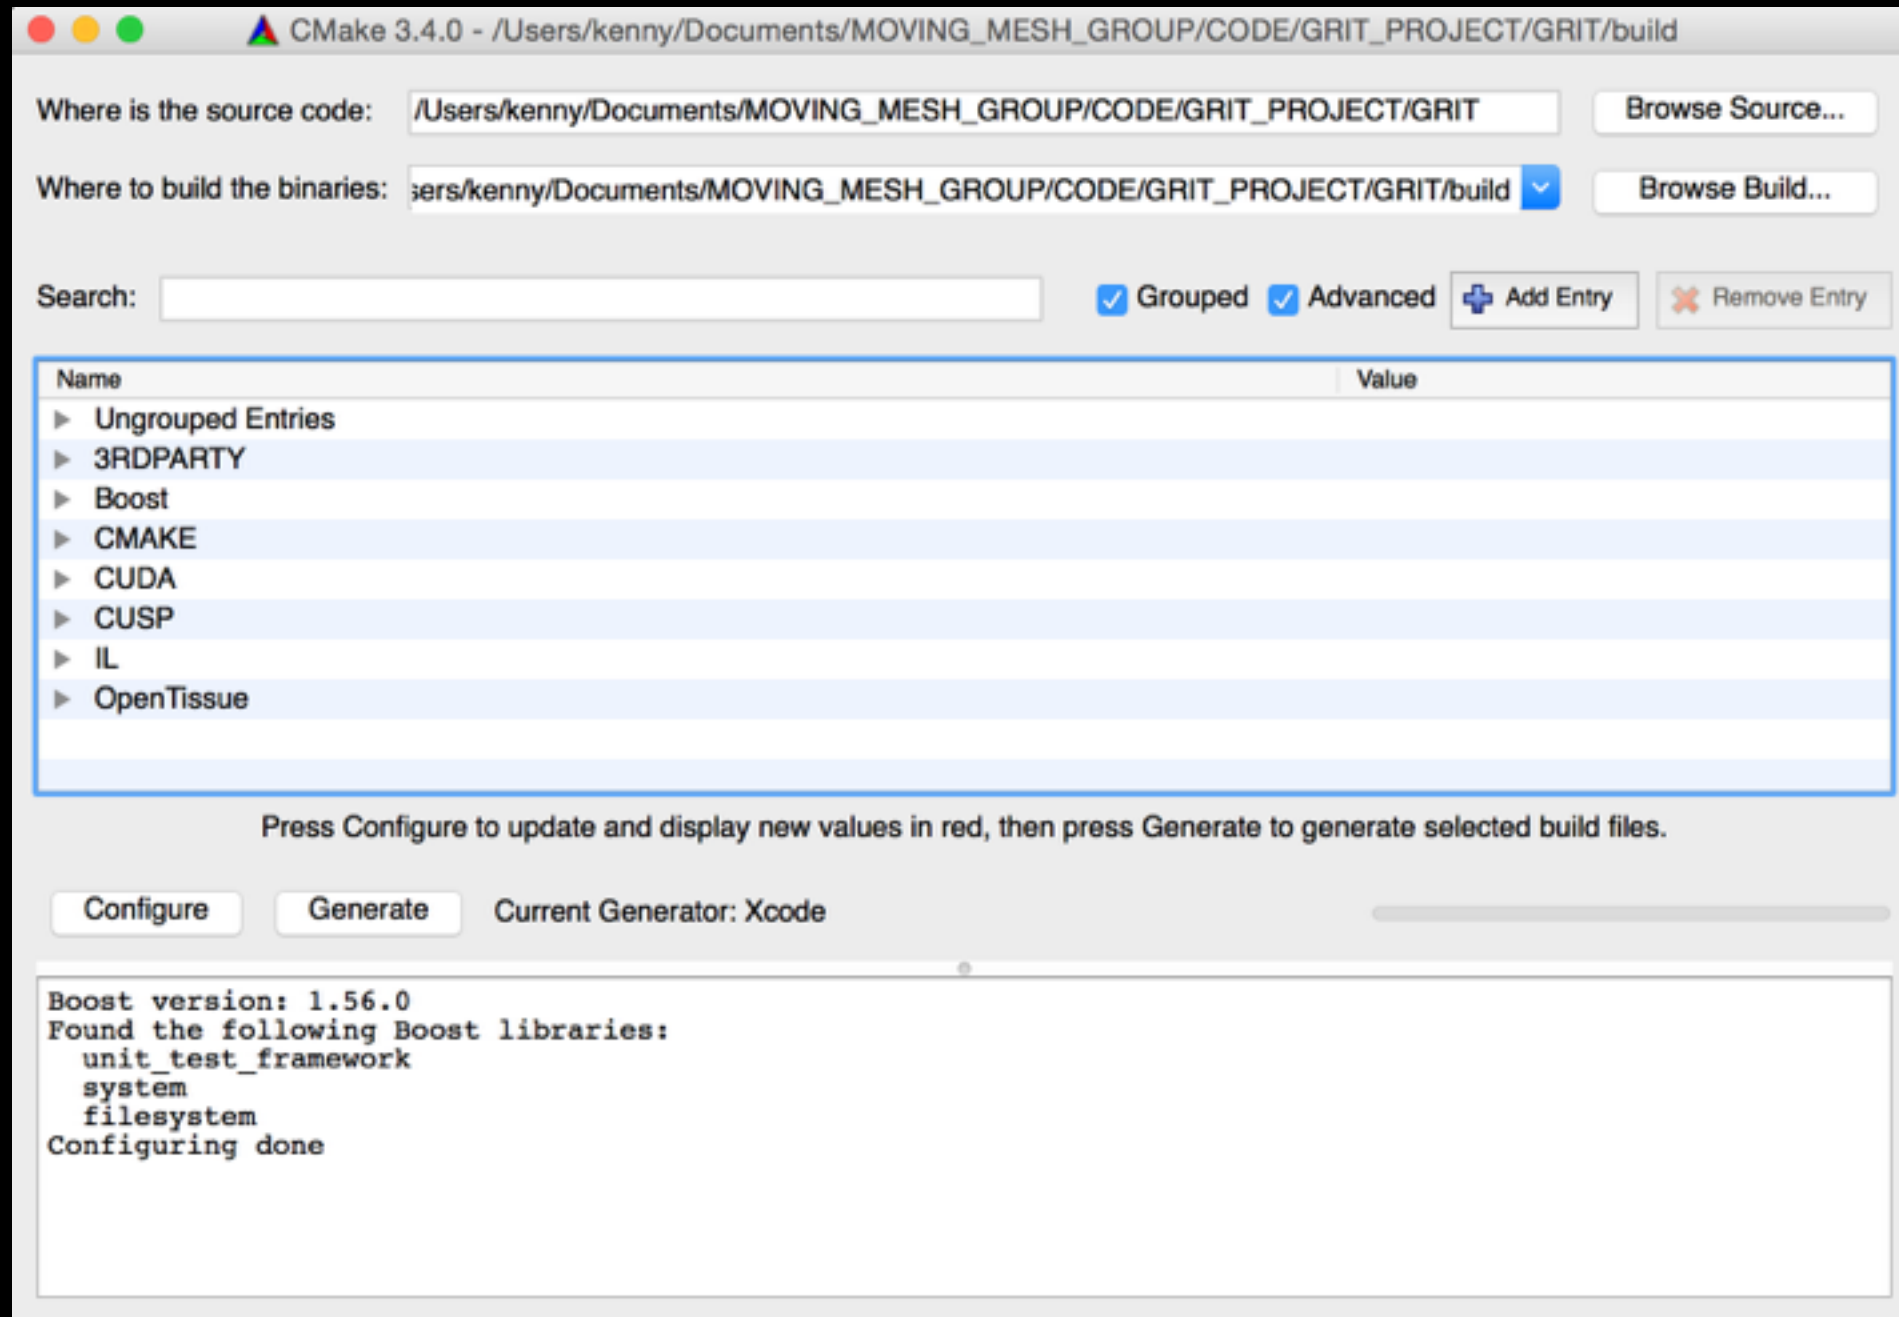 CMake 3.4.0 - /Users/kenny/Documents/MOVING_MESH_GROUP/CODE/GRIT_PROJECT/GRIT/build
Where is the source code: /Users/kenny/Documents/MOVING_MESH_GROUP/CODE/GRIT_PROJECT/GRIT Browse Source...
Where to build the binaries: sers/kenny/Documents/MOVING_MESH_GROUP/CODE/GRIT_PROJECT/GRIT/build Browse Build...
Search: Grouped Advanced Add Entry Remove Entry
Name Value
Ungrouped Entries
3RDPARTY
Boost
CMAKE
CUDA
CUSP
IL
OpenTissue
Press Configure to update and display new values in red, then press Generate to generate selected build files.
Configure Generate Current Generator: Xcode
Boost version: 1.56.0
Found the following Boost libraries:
unit_test_framework
system
filesystem
Configuring done